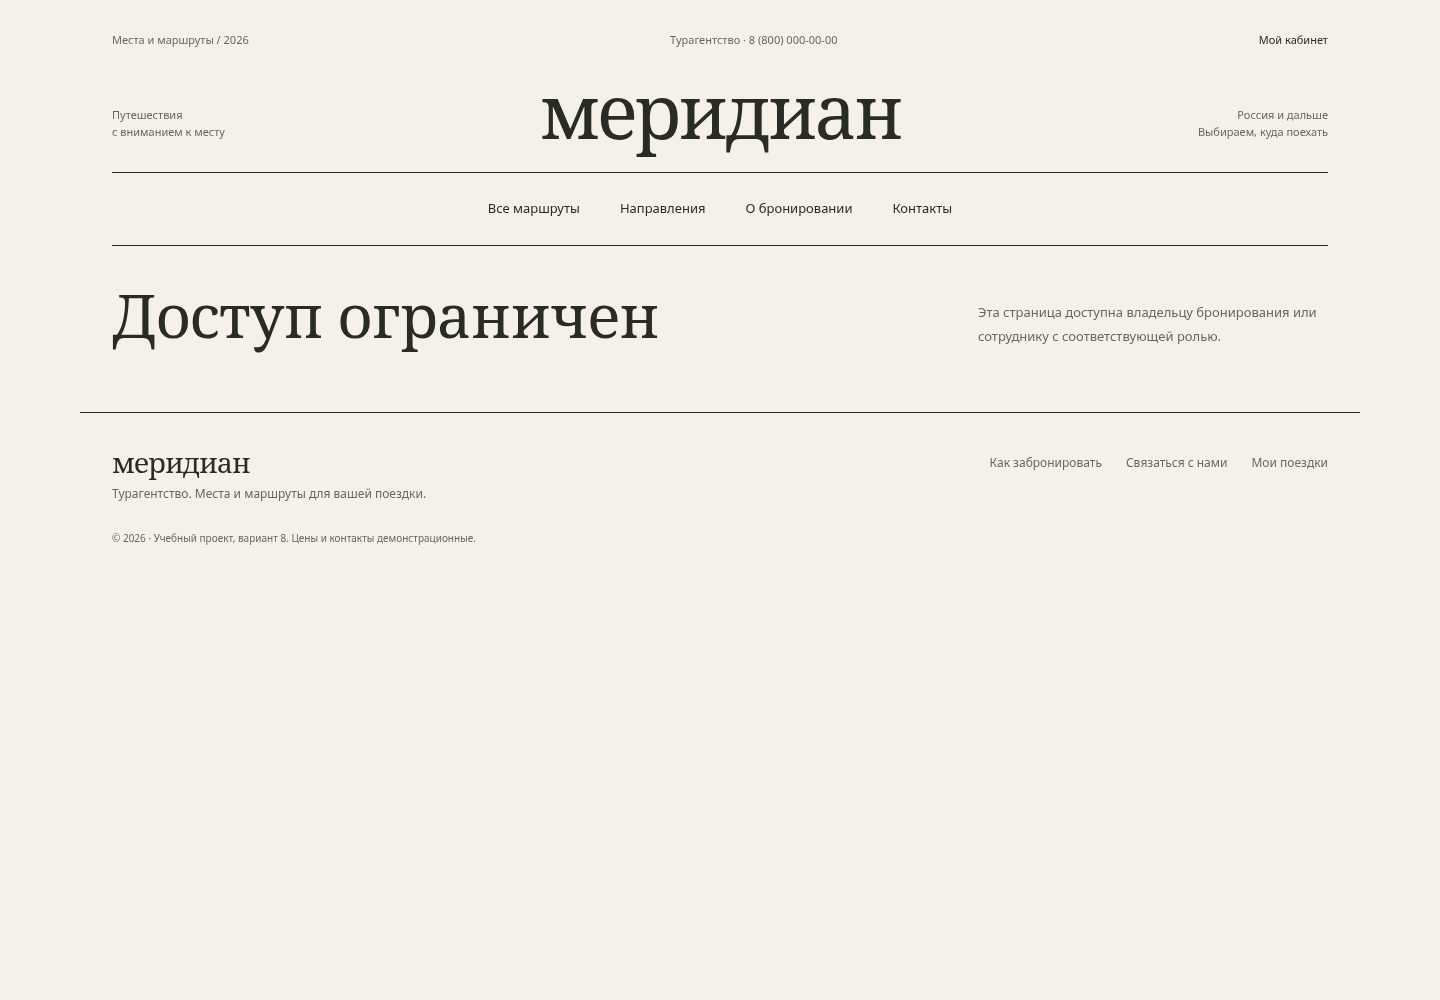 Места и маршруты / 2026
Турагентство · 8 (800) 000-00-00
Мой кабинет
Путешествия
с вниманием к месту
меридиан
Россия и дальше
Выбираем, куда поехать
Все маршруты
Направления
О бронировании
Контакты
Доступ ограничен
Эта страница доступна владельцу бронирования или
сотруднику с соответствующей ролью.
меридиан
Турагентство. Места и маршруты для вашей поездки.
Как забронировать
Связаться с нами
Мои поездки
© 2026 · Учебный проект, вариант 8. Цены и контакты демонстрационные.